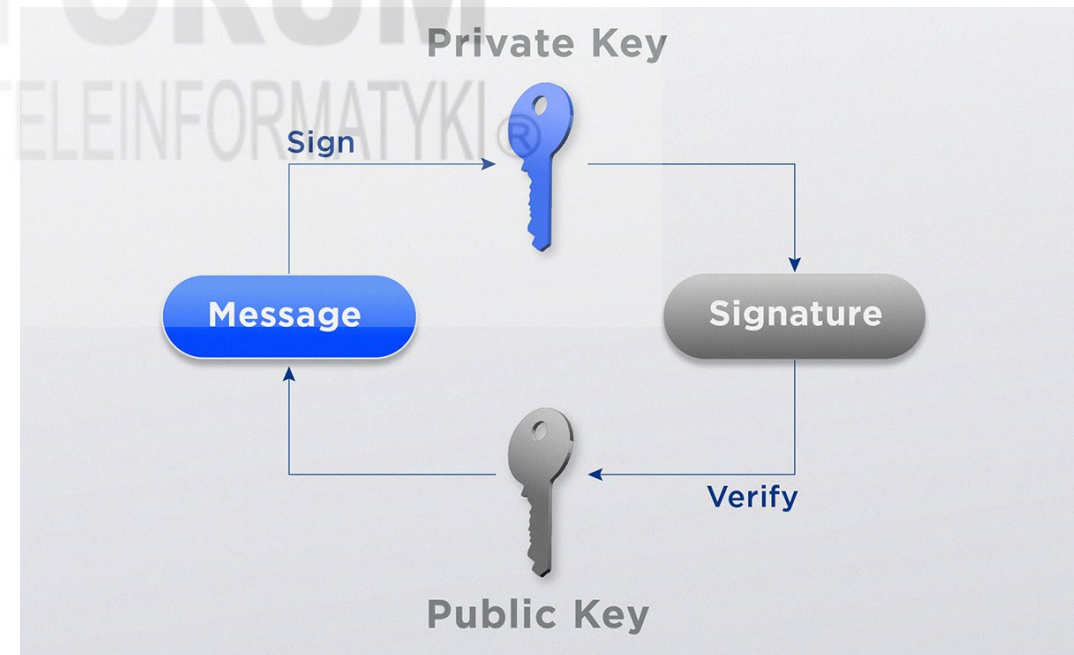 FORUM
TELEINFORMATYKI ®
Private Key
Sign
Message
Signature
Verify
Public Key